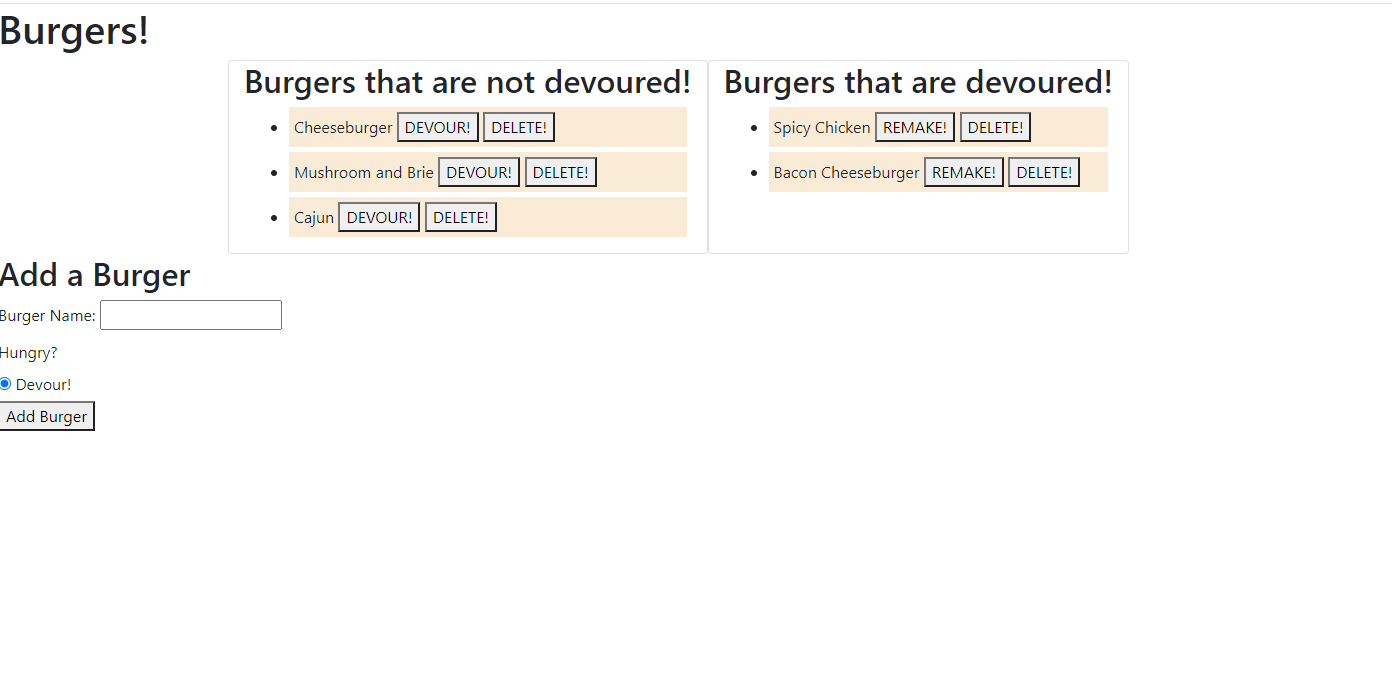 Burgers!
Burgers that are not devoured!
Cheeseburger DEVOUR! DELETE!
Mushroom and Brie DEVOUR! DELETE!
Cajun DEVOUR! DELETE!
Burgers that are devoured!
Spicy Chicken REMAKE! DELETE!
Bacon Cheeseburger REMAKE! DELETE!
Add a Burger
Burger Name:
Hungry?
Devour!
Add Burger